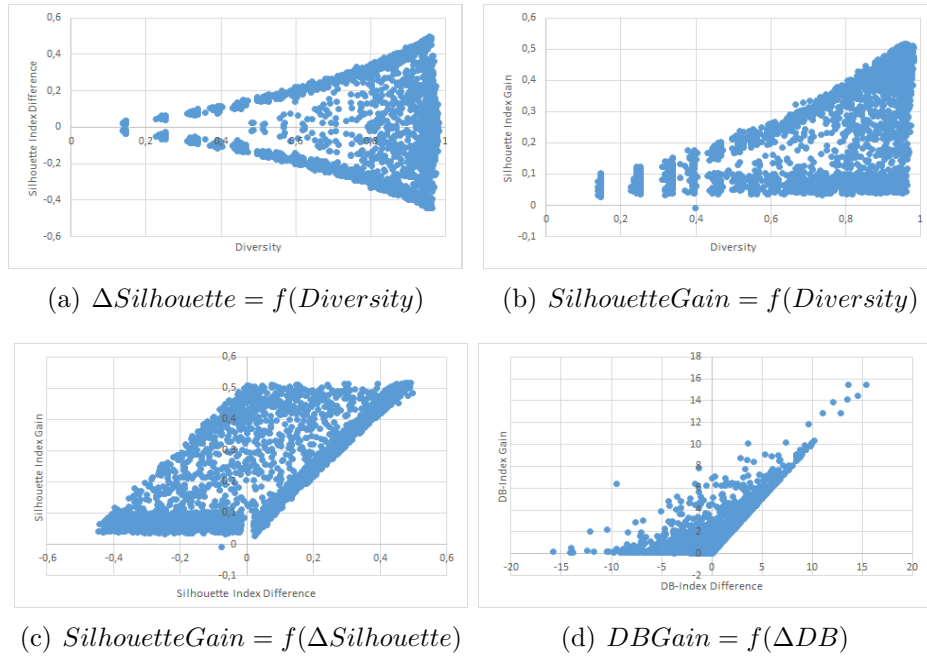 0,6
0,4
0,2
0
-0,2
-0,4
-0,6
0 0,2 0,4 0,6 0,8 1
Silhouette Index Difference
Diversity
0,6
0,5
0,4
0,3
0,2
0,1
0
-0,1
0 0,2 0,4 0,6 0,8 1
Silhouette Gain
Diversity
(a) ΔSilhouette = f(Diversity)
(b) SilhouetteGain = f(Diversity)
0,6
0,5
0,4
0,3
0,2
0,1
0
-0,1
-0,6 -0,4 -0,2 0 0,2 0,4 0,6
Silhouette Index Gain
Silhouette Index Difference
18
16
14
12
10
8
6
4
2
0
-2
-20 -15 -10 -5 0 5 10 15 20
DB-Index Gain
DB-Index Difference
(c) SilhouetteGain = f(ΔSilhouette)
(d) DBGain = f(ΔDB)